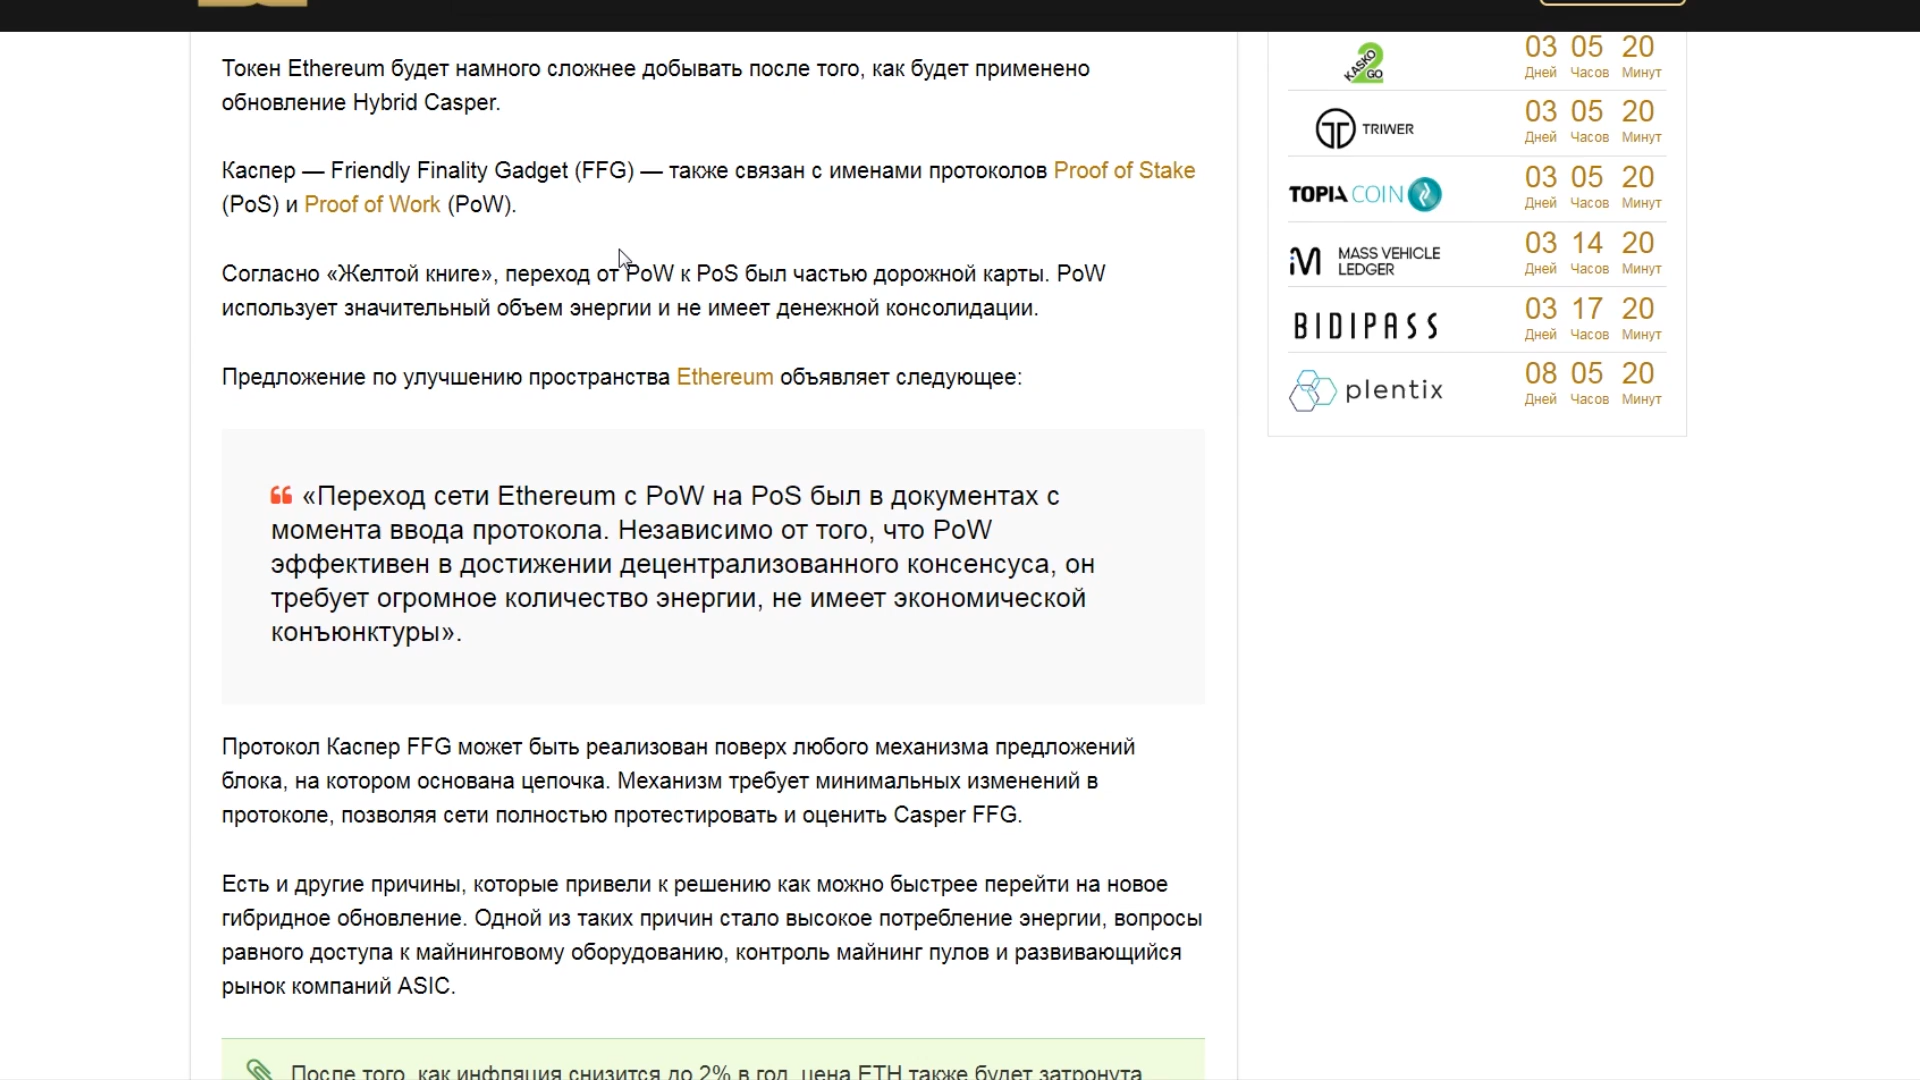 Токен Ethereum будет намного сложнее добывать после того, как будет применено
обновление Hybrid Casper.
Каспер — Friendly Finality Gadget (FFG) — также связан с именами протоколов Proof of Stake
(PoS) и Proof of Work (PoW).
Согласно «Желтой книге», переход от PoW к PoS был частью дорожной карты. PoW
использует значительный объем энергии и не имеет денежной консолидации.
Предложение по улучшению пространства Ethereum объявляет следующее:
«Переход сети Ethereum с PoW на PoS был в документах с
момента ввода протокола. Независимо от того, что PoW
эффективен в достижении децентрализованного консенсуса, он
требует огромное количество энергии, не имеет экономической
конъюнктуры».
Протокол Каспер FFG может быть реализован поверх любого механизма предложений
блока, на котором основана цепочка. Механизм требует минимальных изменений в
протоколе, позволяя сети полностью протестировать и оценить Casper FFG.
Есть и другие причины, которые привели к решению как можно быстрее перейти на новое
гибридное обновление. Одной из таких причин стало высокое потребление энергии, вопросы
равного доступа к майнинговому оборудованию, контроль майнинг пулов и развивающийся
рынок компаний ASIC.
После того, как инфляция снизится до 2% в год, цена ETH также будет затронута
KASKO 2 GO
03 05 20
Дней Часов Минут
TRIWER
03 05 20
Дней Часов Минут
TOPIA COIN
03 05 20
Дней Часов Минут
MASS VEHICLE
LEDGER
03 14 20
Дней Часов Минут
BIDIPASS
03 17 20
Дней Часов Минут
plentix
08 05 20
Дней Часов Минут